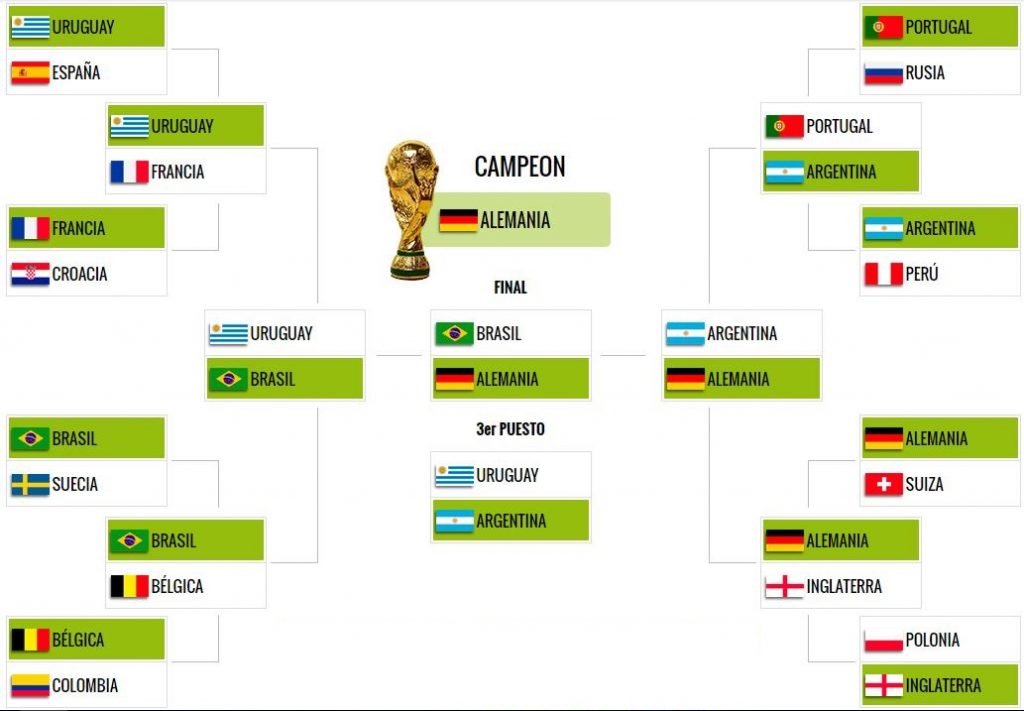 URUGUAY
ESPAÑA
URUGUAY
FRANCIA
FRANCIA
CROACIA
URUGUAY
BRASIL
BRASIL
SUECIA
BRASIL
BÉLGICA
BÉLGICA
COLOMBIA
CAMPEON
ALEMANIA
FINAL
BRASIL
ALEMANIA
3er PUESTO
URUGUAY
ARGENTINA
PORTUGAL
RUSIA
PORTUGAL
ARGENTINA
ARGENTINA
PERÚ
ARGENTINA
ALEMANIA
ALEMANIA
SUIZA
ALEMANIA
INGLATERRA
POLONIA
INGLATERRA